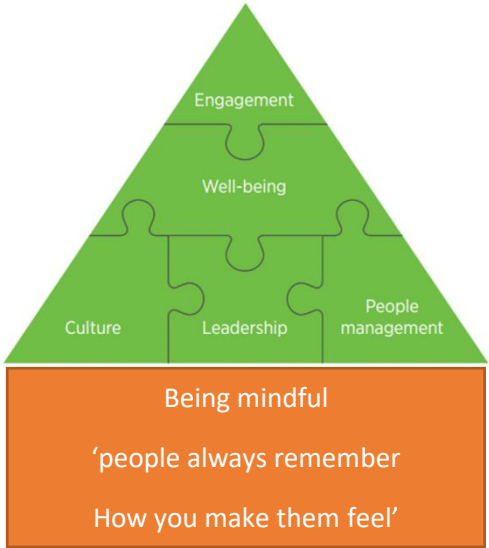 Engagement
Well-being
Culture
Leadership
People
management
Being mindful
‘people always remember
How you make them feel’